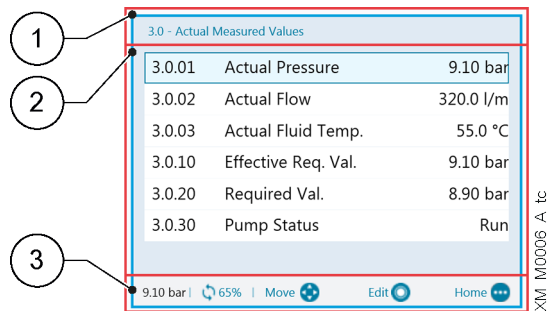 1
3.0 - Actual Measured Values
2
3.0.01 Actual Pressure 9.10 bar
3.0.02 Actual Flow 320.0 l/m
3.0.03 Actual Fluid Temp. 55.0 °C
3.0.10 Effective Req. Val. 9.10 bar
3.0.20 Required Val. 8.90 bar
3.0.30 Pump Status Run
3
9.10 bar | 65% | Move Edit Home
XM_M0006_A_tc